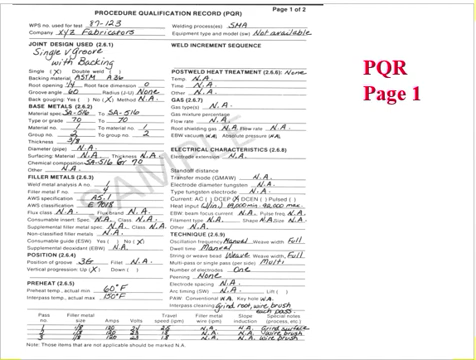 PROCEDURE QUALIFICATION RECORD (PQR)
Page 1 of 2
WPS no. used for test 87-123
Welding process(es) SMA
Company XYZ Fabricators
Equipment type and model (sw) Not available
JOINT DESIGN USED (2.6.1)
Single V Groove
with Backing
WELD INCREMENT SEQUENCE
Single (X) Double weld ( )
Backing material ASTM A36
Root opening 1/4 Root face dimension 0
Groove angle 60 Radius (J-U) None
Back gouging: Yes ( ) No (X) Method N.A.
BASE METALS (2.6.2)
Material spec. SA-516 To SA-516
Type or grade 70 To 70
Material no. 1 To material no. 1
Group no. 2 To group no. 2
Thickness 3/8
Diameter (pipe) N.A.
Surfacing: Material N.A. Thickness N.A.
Chemical composition SA-516 Gr 70
Other N.A.
FILLER METALS (2.6.3)
Weld metal analysis A no. 1
Filler metal F no. 4
AWS specification A5.1
AWS classification E7018
Flux class N.A. Flux brand N.A.
Consumable insert: Spec. N.A. Class N.A.
Supplemental filler metal spec. N.A. Class N.A.
Non-classified filler metals N.A.
Consumable guide (ESW) Yes ( ) No (X)
Supplemental deoxidant (EBW) N.A.
POSITION (2.6.4)
Position of groove 3G Fillet N.A.
Vertical progression: Up (X) Down ( )
PREHEAT (2.6.5)
Preheat temp., actual min. 60°F
Interpass temp., actual max. 150°F
POSTWELD HEAT TREATMENT (2.6.6): None
Temp. N.A.
Time N.A.
Other N.A.
GAS (2.6.7)
Gas type(s) N.A.
Gas mixture percentage
Flow rate N.A.
Root shielding gas N.A. Flow rate N.A.
EBW vacuum N.A. Absolute pressure N.A.
ELECTRICAL CHARACTERISTICS (2.6.8)
Electrode extension N.A.
Standoff distance
Transfer mode (GMAW) N.A.
Electrode diameter tungsten N.A.
Type tungsten electrode N.A.
Current: AC ( ) DCEP (X) DCEN ( ) Pulsed ( )
Heat input
EBW: beam focus current N.A. Pulse freq. N.A.
Filament type N.A. Shape N.A. Size N.A.
Other N.A.
TECHNIQUE (2.6.9)
Oscillation frequency Manual Weave width Full
Dwell time Manual
String or weave bead Weave Weave width Full
Multi-pass or single pass (per side) Multi
Number of electrodes One
Peening None
Electrode spacing N.A.
Arc timing (SW) N.A. Lift ( )
PAW: Conventional N.A. Key hole N.A.
Interpass cleaning Grind root, wire brush
each pass
Pass no. Filler metal size Amps Volts Travel speed (ipm) Filler metal wire (ipm) Slope induction Special notes (process, etc.)
Note: Those items that are not applicable should be marked N.A.
SAMPLE
PQR
Page 1